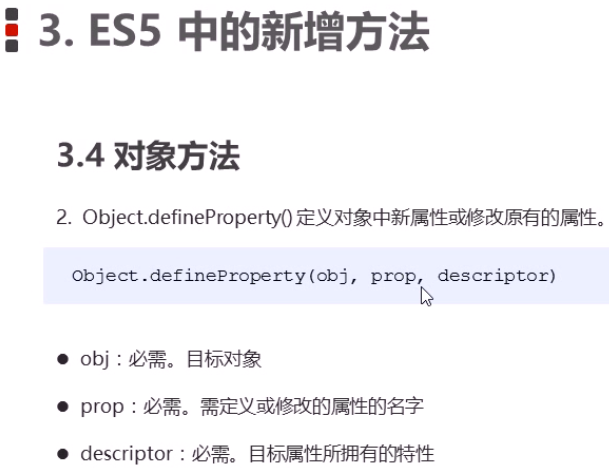 3. ES5 中的新增方法
3.4 对象方法
2. Object.defineProperty() 定义对象中新属性或修改原有的属性。
Object.defineProperty(obj, prop, descriptor)
● obj：必需。目标对象
● prop：必需。需定义或修改的属性的名字
● descriptor：必需。目标属性所拥有的特性